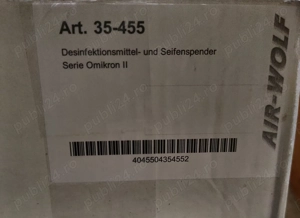 Art. 35-455
Desinfektionsmittel- und Seifenspender
Serie Omikron II
4045504354552
AIR-WOLF